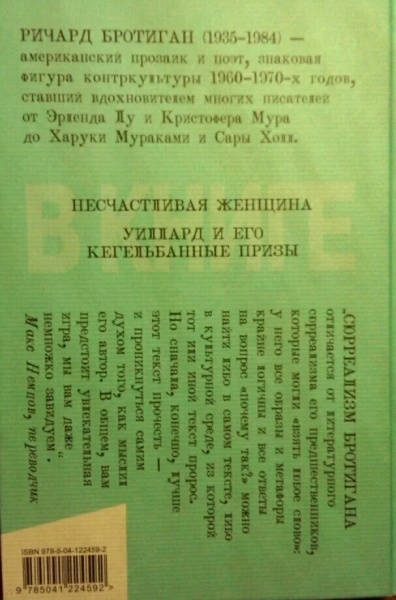 РИЧАРД БРОТИГАН (1935-1984) —
американский прозаик и поэт, знаковая
фигура контркультуры 1960-1970-х годов,
ставший вдохновителем многих писателей
от Эрленда Лу и Кристофера Мура
до Харуки Мураками и Сары Холл.
В КНИГЕ
НЕСЧАСТЛИВАЯ ЖЕНЩИНА
УИЛЛАРД И ЕГО
КЕГЕЛЬБАННЫЕ ПРИЗЫ
„СЮРРЕАЛИЗМ БРОТИГАНА
отличается от литературного
сюрреализма его предшественников,
которые могли «взять любое слово»:
у него все образы и метафоры
крайне логичны и все ответы
на вопрос «почему так?» можно
найти либо в самом тексте, либо
в культурной среде, из которой
тот или иной текст пророс.
Но сначала, конечно, лучше
этот текст прочесть —
и проникнуться самим
духом того, как мыслил
его автор. В общем, вам
предстоит увлекательная
игра, мы вам даже
немножко завидуем“.
Макс Немцов, переводчик
ISBN 978-5-04-122459-2
9 785041 224592 >